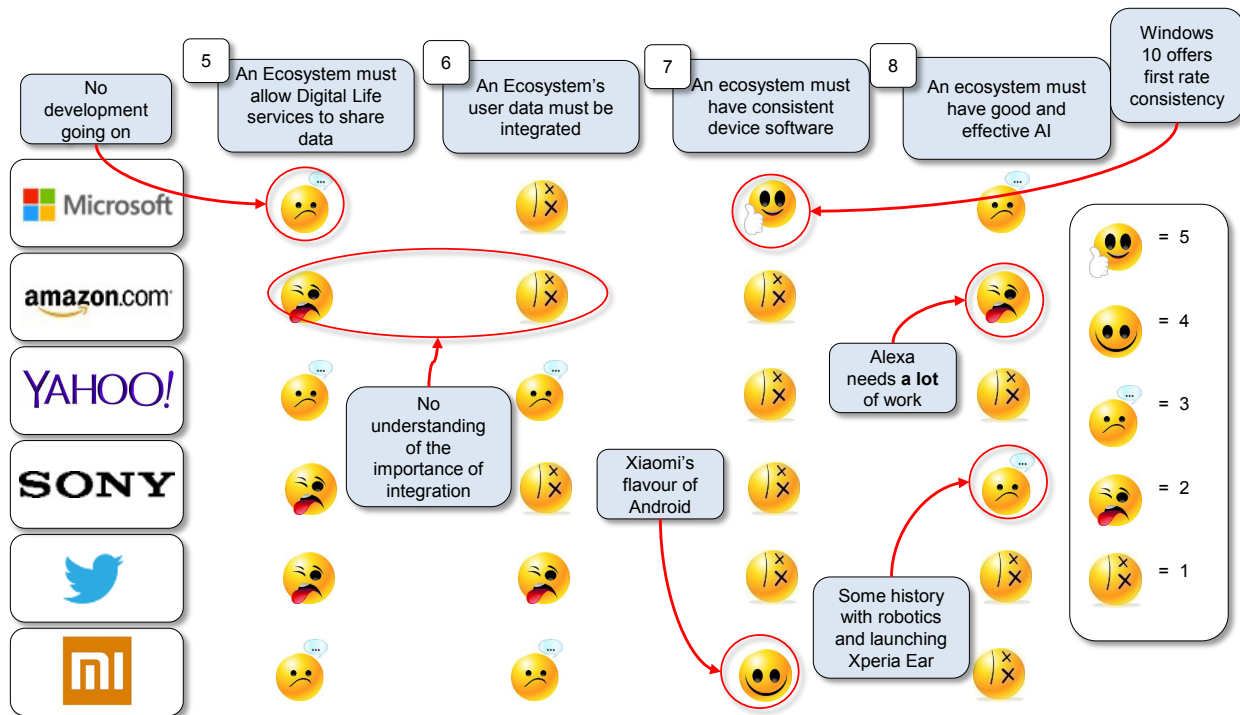 No
development
going on
5
An Ecosystem must
allow Digital Life
services to share
data
6
An Ecosystem's
user data must be
integrated
7
An ecosystem must
have consistent
device software
8
An ecosystem must
have good and
effective AI
Windows
10 offers
first rate
consistency
Microsoft
amazon.com
YAHOO!
SONY
mi
No
understanding
of the
importance of
integration
Xiaomi's
flavour of
Android
Alexa
needs a lot
of work
Some history
with robotics
and launching
Xperia Ear
= 5
= 4
= 3
= 2
= 1